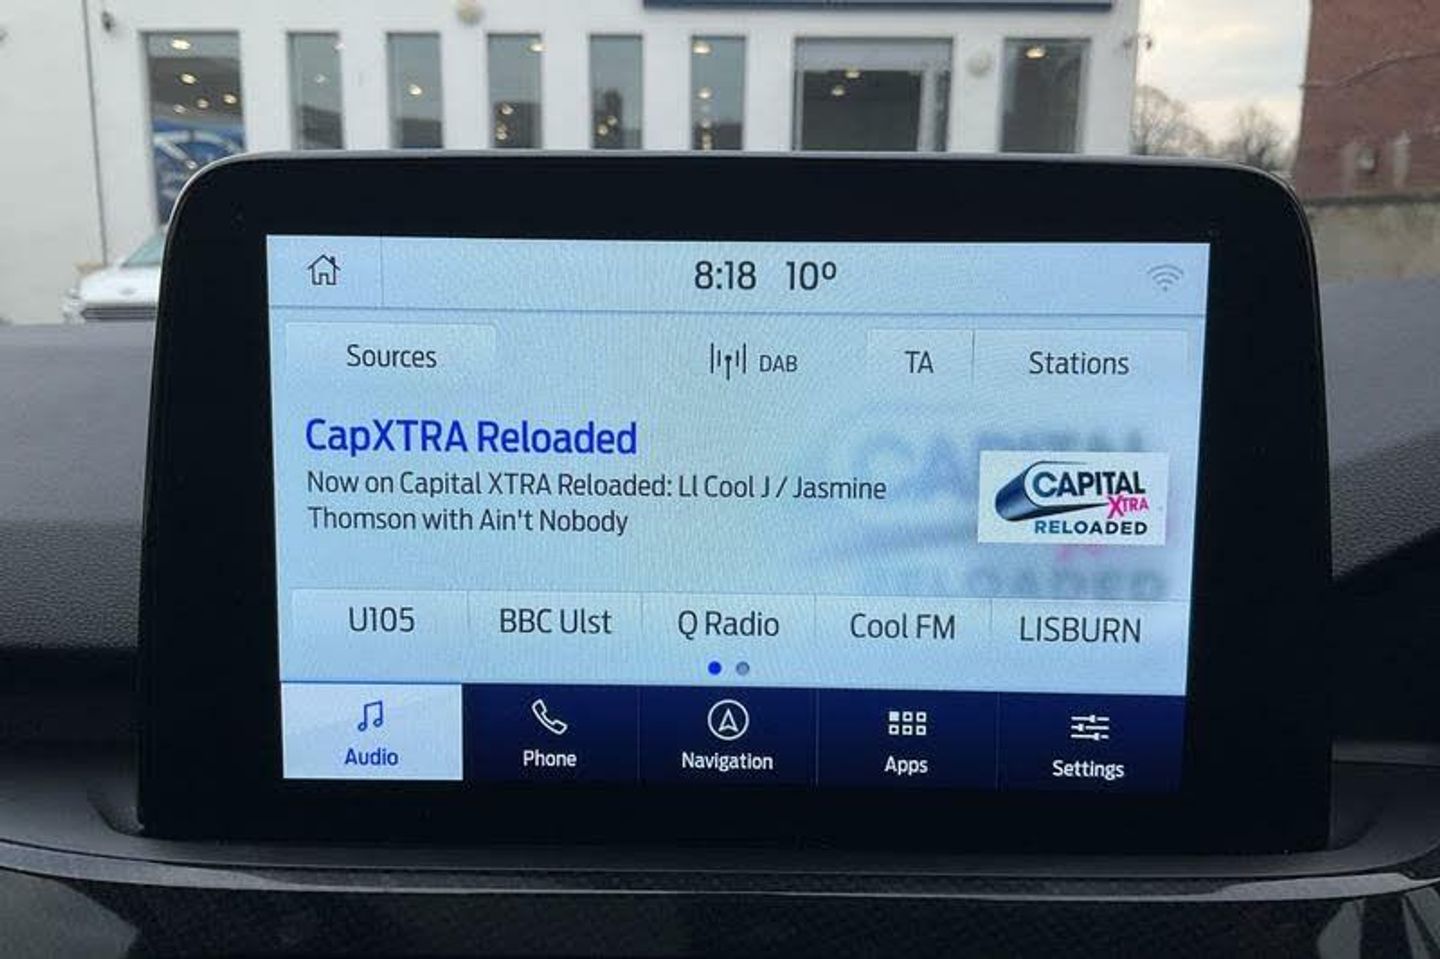 8:18 10°
Sources DAB TA Stations
CapXTRA Reloaded
Now on Capital XTRA Reloaded: Ll Cool J / Jasmine
Thomson with Ain't Nobody
CAPITAL
XTRA
RELOADED
U105 BBC Ulst Q Radio Cool FM LISBURN
Audio Phone Navigation Apps Settings